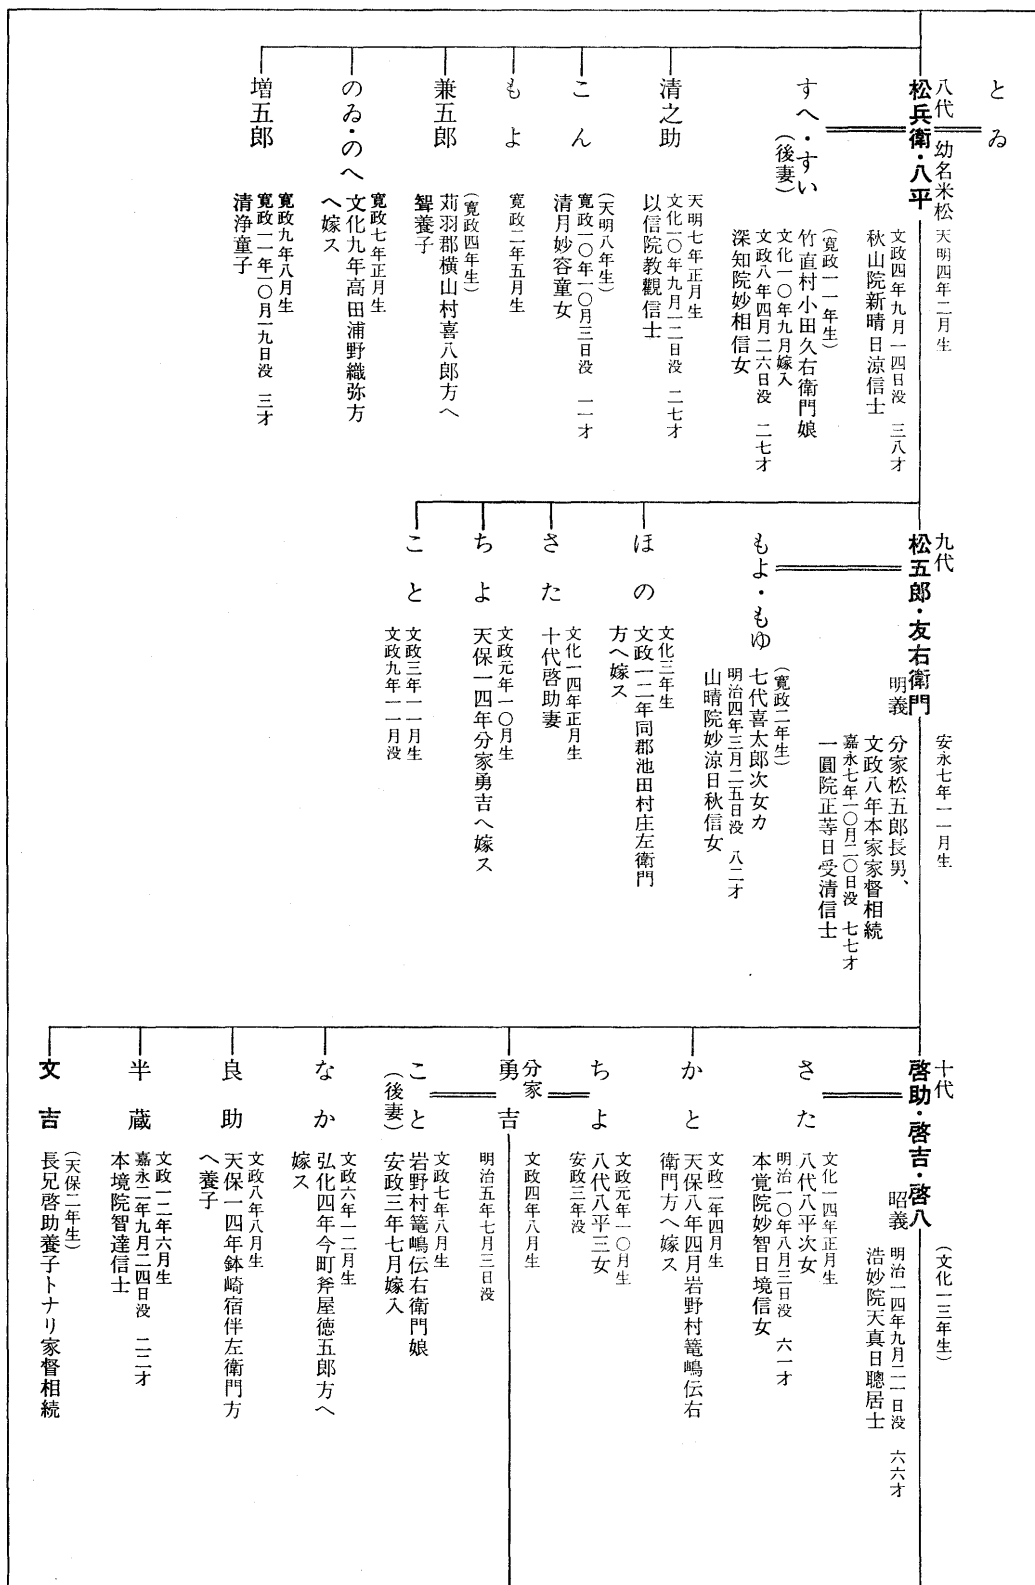 とゐ
八代
松兵衛・八平
幼名米松
天明四年二月生
文政四年九月一四日没 三八才
秋山院新晴日涼信士
すへ・すい
(後妻)
(寛政一一年生)
竹直村小田久右衛門娘
文化一〇年九月嫁入
文政八年四月二六日没 二七才
深知院妙相信女
清之助
天明七年正月生
文化一〇年九月一二日没 二七才
以信院教觀信士
こん
(天明八年生)
寛政一〇年一〇月三日没 一一才
清月妙容童女
もよ
寛政二年五月生
兼五郎
(寛政四年生)
苅羽郡横山村喜八郎方へ
聟養子
のゐ・のへ
寛政七年正月生
文化九年高田浦野織弥方
へ嫁ス
増五郎
寛政九年八月生
寛政一一年一〇月一九日没 三才
清浄童子
九代
松五郎・友右衛門
明義
安永七年一一月生
分家松五郎長男、
文政八年本家家督相続
嘉永七年一〇月二〇日没 七七才
一圓院正等日受清信士
もよ・もゆ
(寛政二年生)
七代喜太郎次女カ
明治四年三月二五日没 八二才
山晴院妙涼日秋信女
ほの
文化三年生
文政一二年同郡池田村庄左衛門
方へ嫁ス
さた
文化一四年正月生
十代啓助妻
ちよ
文政元年一〇月生
天保一四年分家勇吉へ嫁ス
こと
文政三年一一月生
文政九年一一月没
十代
啓助・啓吉・啓八
昭義
(文化一三年生)
明治一四年九月二一日没 六六才
浩妙院天真日聰居士
さた
文化一四年正月生
八代八平次女
明治一〇年八月三日没 六一才
本覚院妙智日境信女
かと
文政二年四月生
天保八年四月岩野村篭嶋伝右
衛門方へ嫁ス
ちよ
文政元年一〇月生
八代八平三女
安政三年没
分家
勇吉
文政四年八月生
明治五年七月三日没
こと
(後妻)
文政七年八月生
岩野村篭嶋伝右衛門娘
安政三年七月嫁入
なか
文政六年一二月生
弘化四年今町斧屋徳五郎方へ
嫁ス
良助
文政八年八月生
天保一四年鉢崎宿伴左衛門方
へ養子
半蔵
文政一二年六月生
嘉永二年九月二四日没 二二才
本境院智達信士
文吉
(天保二年生)
長兄啓助養子トナリ家督相続